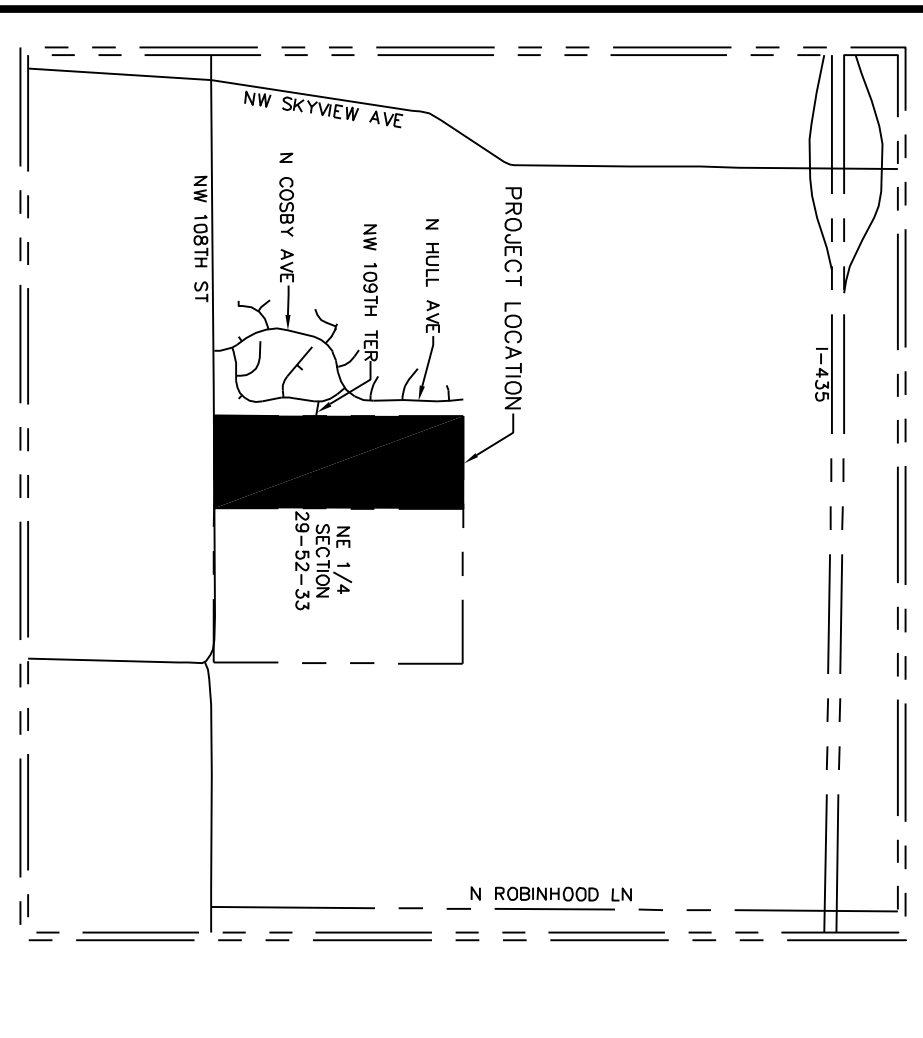 NW SKYVIEW AVE
N COSBY AVE
NW 108TH ST
PROJECT LOCATION
N HULL AVE
NW 109TH TER
I-435
NE 1/4
SECTION
29-52-33
N ROBINHOOD LN